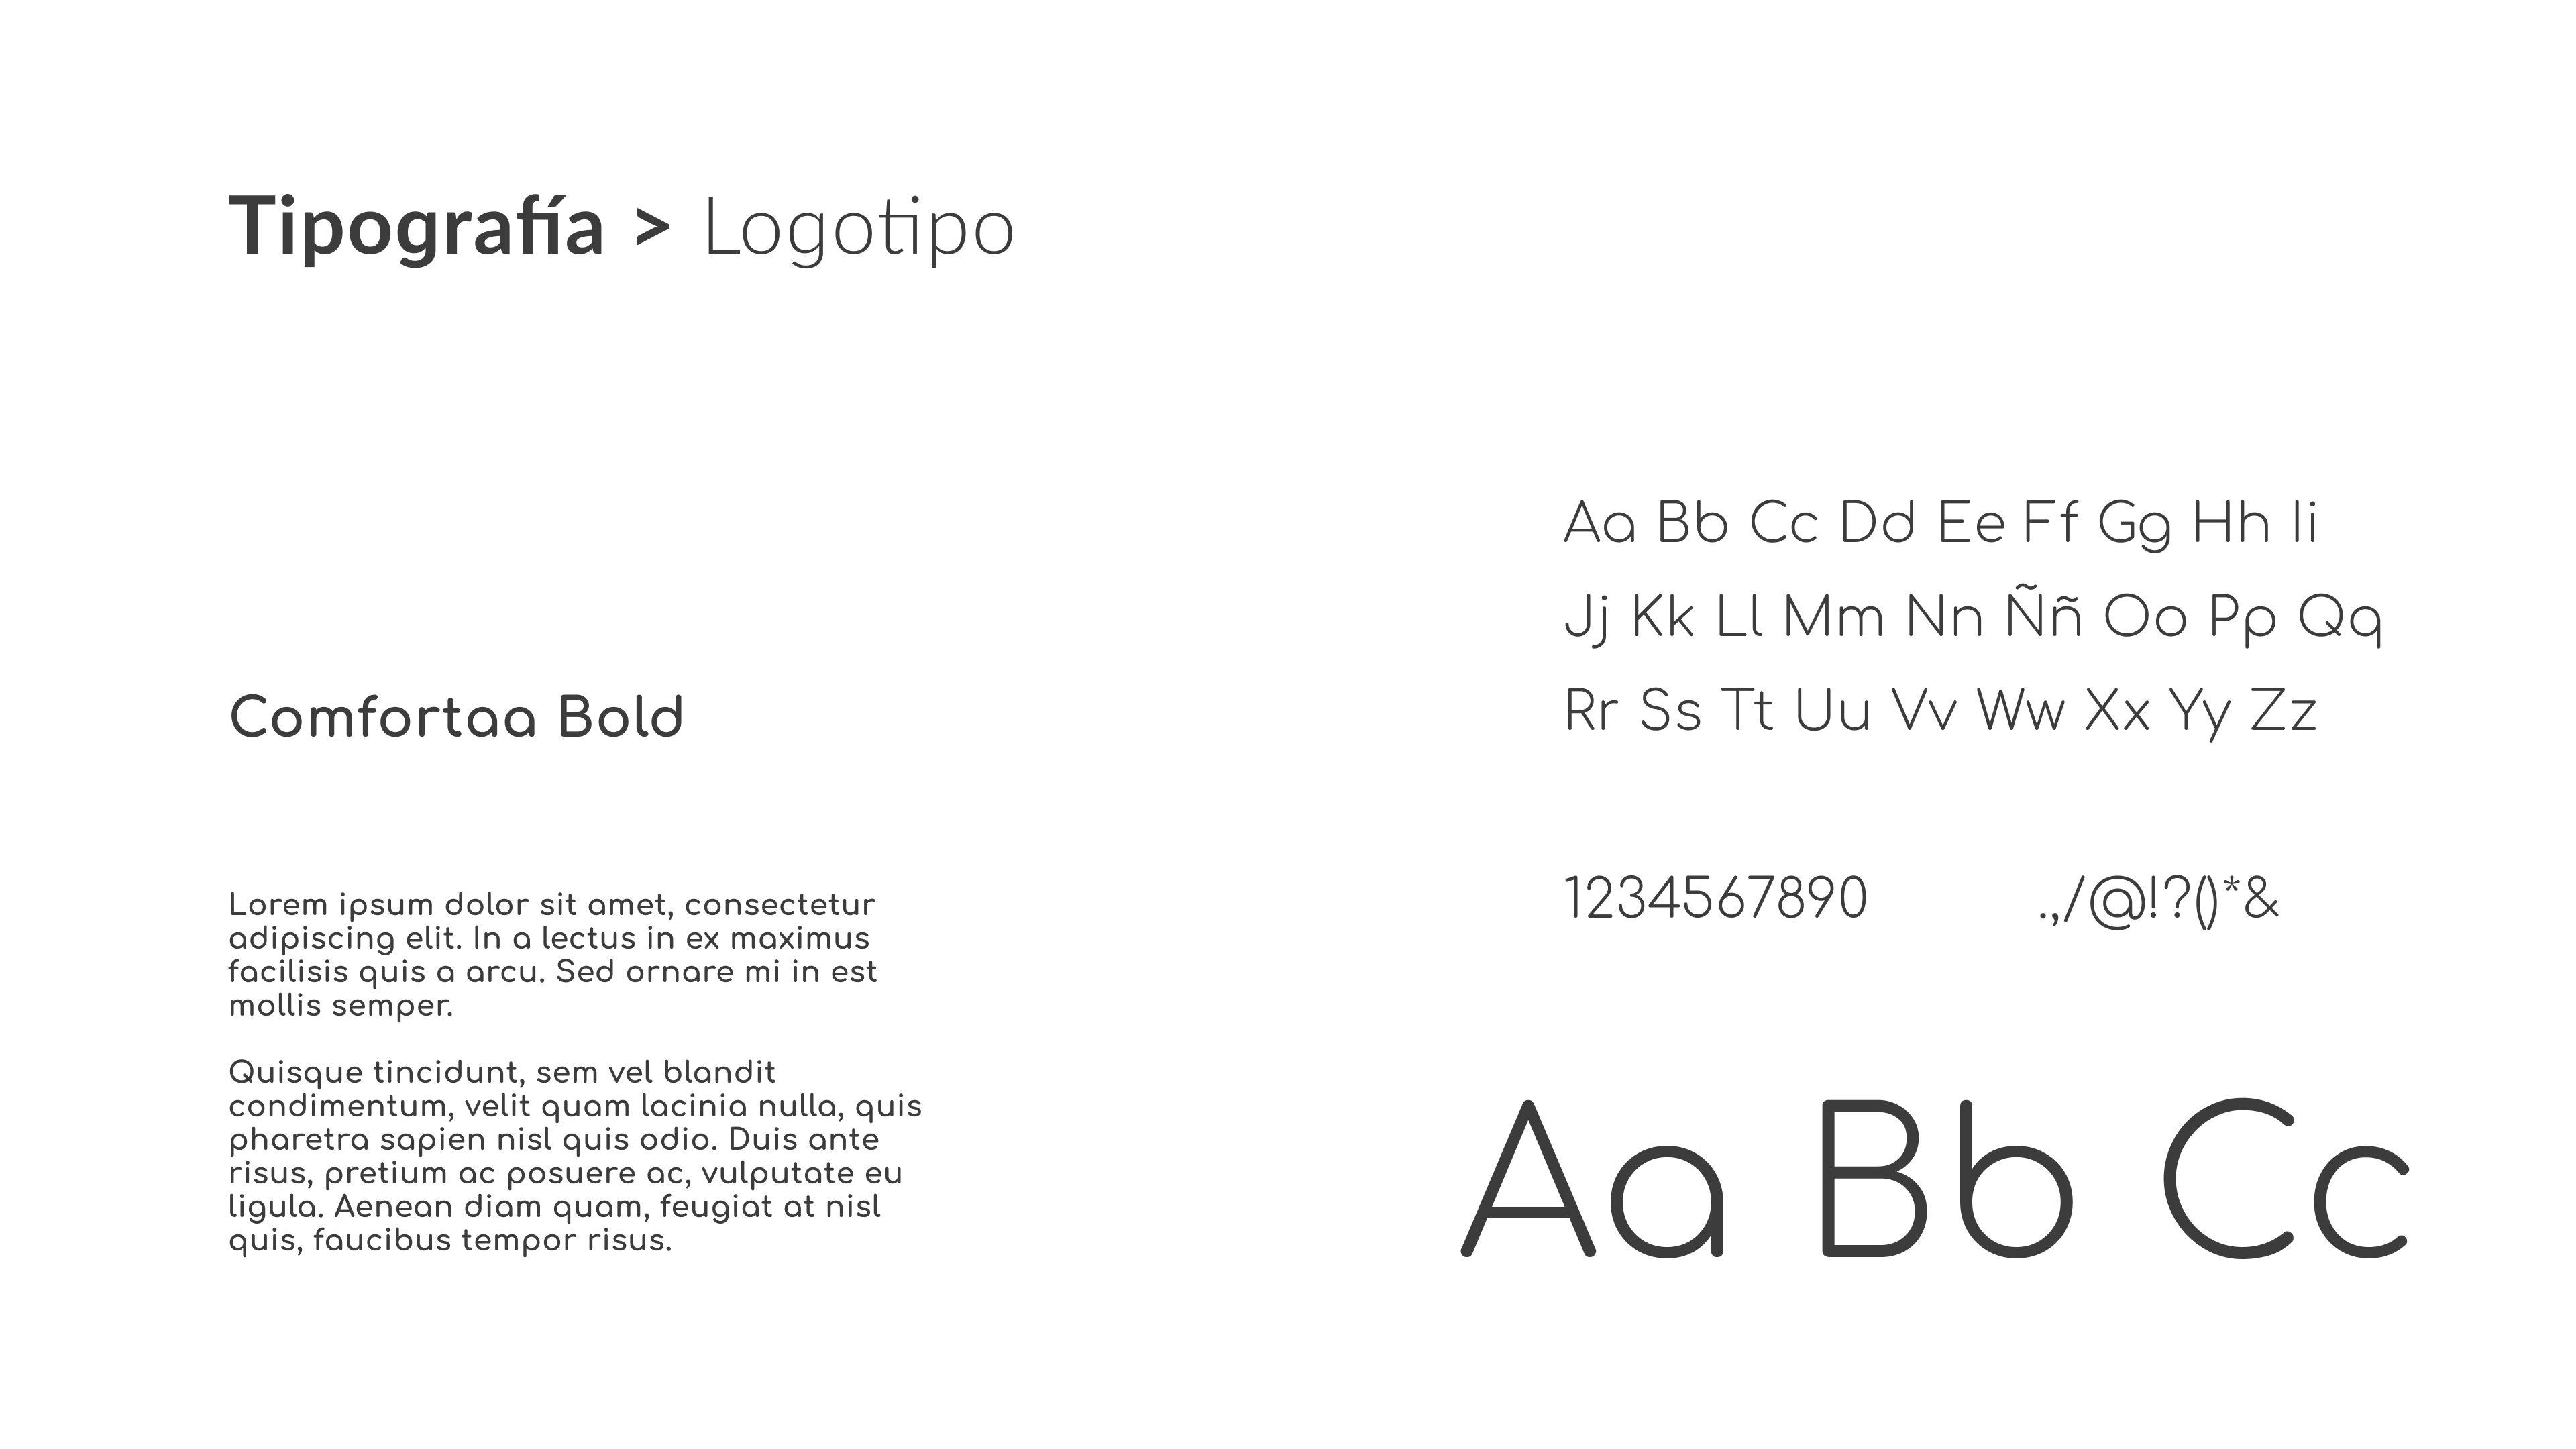 Tipografía > Logotipo
Comfortaa Bold
Lorem ipsum dolor sit amet, consectetur
adipiscing elit. In a lectus in ex maximus
facilisis quis a arcu. Sed ornare mi in est
mollis semper.
Quisque tincidunt, sem vel blandit
condimentum, velit quam lacinia nulla, quis
pharetra sapien nisl quis odio. Duis ante
risus, pretium ac posuere ac, vulputate eu
ligula. Aenean diam quam, feugiat at nisl
quis, faucibus tempor risus.
Aa Bb Cc Dd Ee Ff Gg Hh Ii
Jj Kk Ll Mm Nn Ññ Oo Pp Qq
Rr Ss Tt Uu Vv Ww Xx Yy Zz
1234567890 .,/@!?()*&
Aa Bb Cc